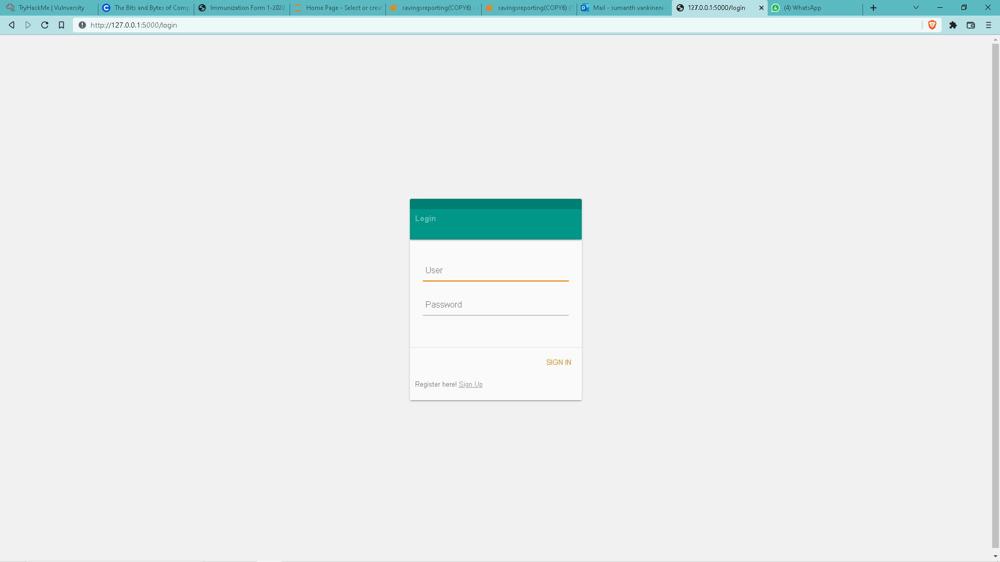 TryHackMe | Vulnversity
The Bits and Bytes of Comp
Immunization Form 1-2020_
Home Page - Select or creat
savingsreporting(COPY6) - J
savingsreporting(COPY6) (1
Mail - sumanth vankineni -
127.0.0.1:5000/login
(4) WhatsApp
http://127.0.0.1:5000/login
Login
User
Password
SIGN IN
Register here! Sign Up